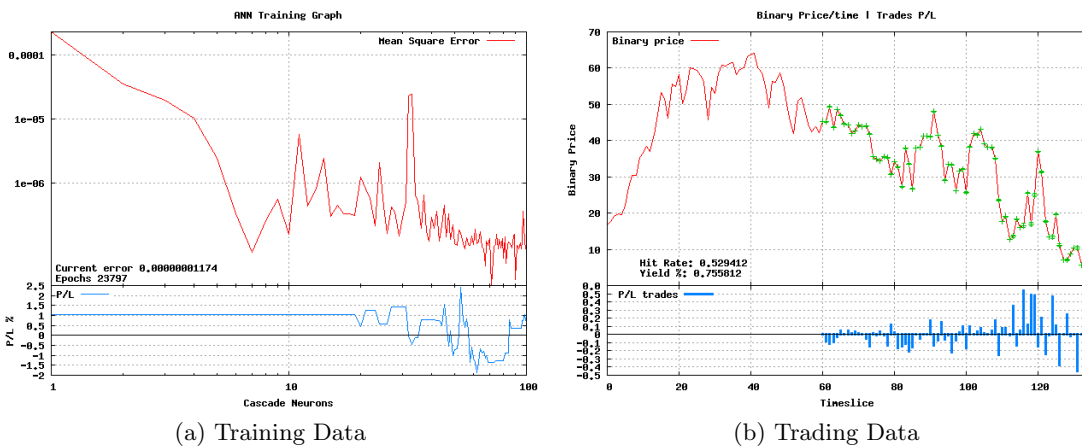 ANN Training Graph
Mean Square Error
0.0001
1e-05
1e-06
Current error 0.00000001174
Epochs 23797
P/L
2.5
2
1.5
1
0.5
0
-0.5
-1
-1.5
-2
P/L %
1
10
100
Cascade Neurons
(a) Training Data
Binary Price/time | Trades P/L
Binary price
70
60
50
40
30
20
10
Binary Price
Hit Rate: 0.529412
Yield %: 0.755812
P/L trades
0.5
0.4
0.3
0.2
0.1
0
-0.1
-0.2
-0.3
-0.4
-0.5
0
20
40
60
80
100
120
Timeslice
(b) Trading Data